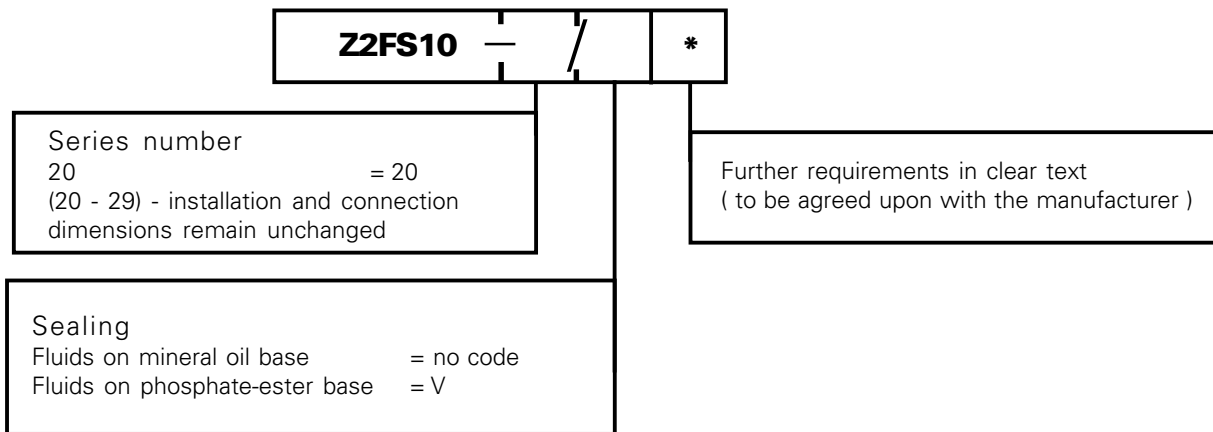 Z2FS10 — / *
Series number
20 = 20
(20 - 29) - installation and connection
dimensions remain unchanged
Further requirements in clear text
( to be agreed upon with the manufacturer )
Sealing
Fluids on mineral oil base = no code
Fluids on phosphate-ester base = V